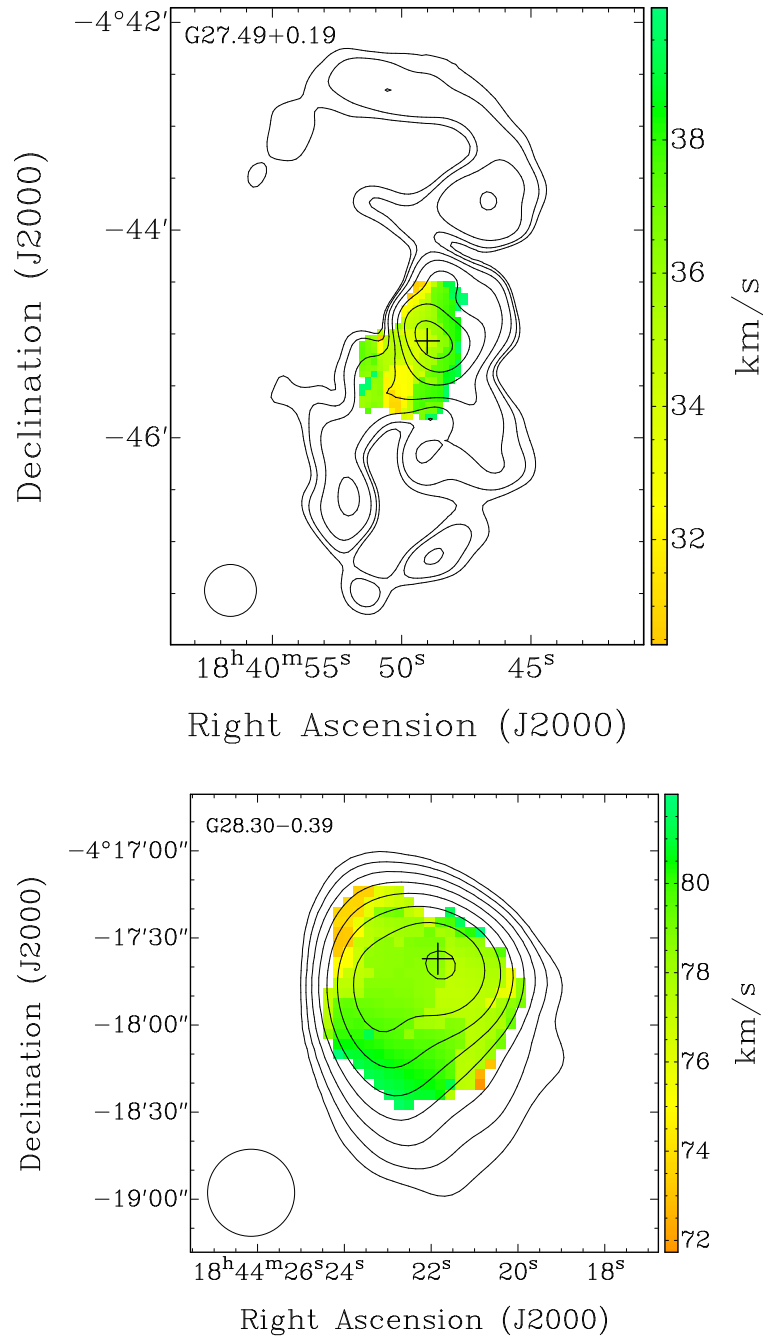 G27.49+0.19
−4°42′
−44′
−46′
Declination (J2000)
18ʰ40ᵐ55ˢ 50ˢ 45ˢ
Right Ascension (J2000)
38
36
34
32
km/s
G28.30−0.39
−4°17′00″
−17′30″
−18′00″
−18′30″
−19′00″
Declination (J2000)
18ʰ44ᵐ26ˢ24ˢ 22ˢ 20ˢ 18ˢ
Right Ascension (J2000)
80
78
76
74
72
km/s